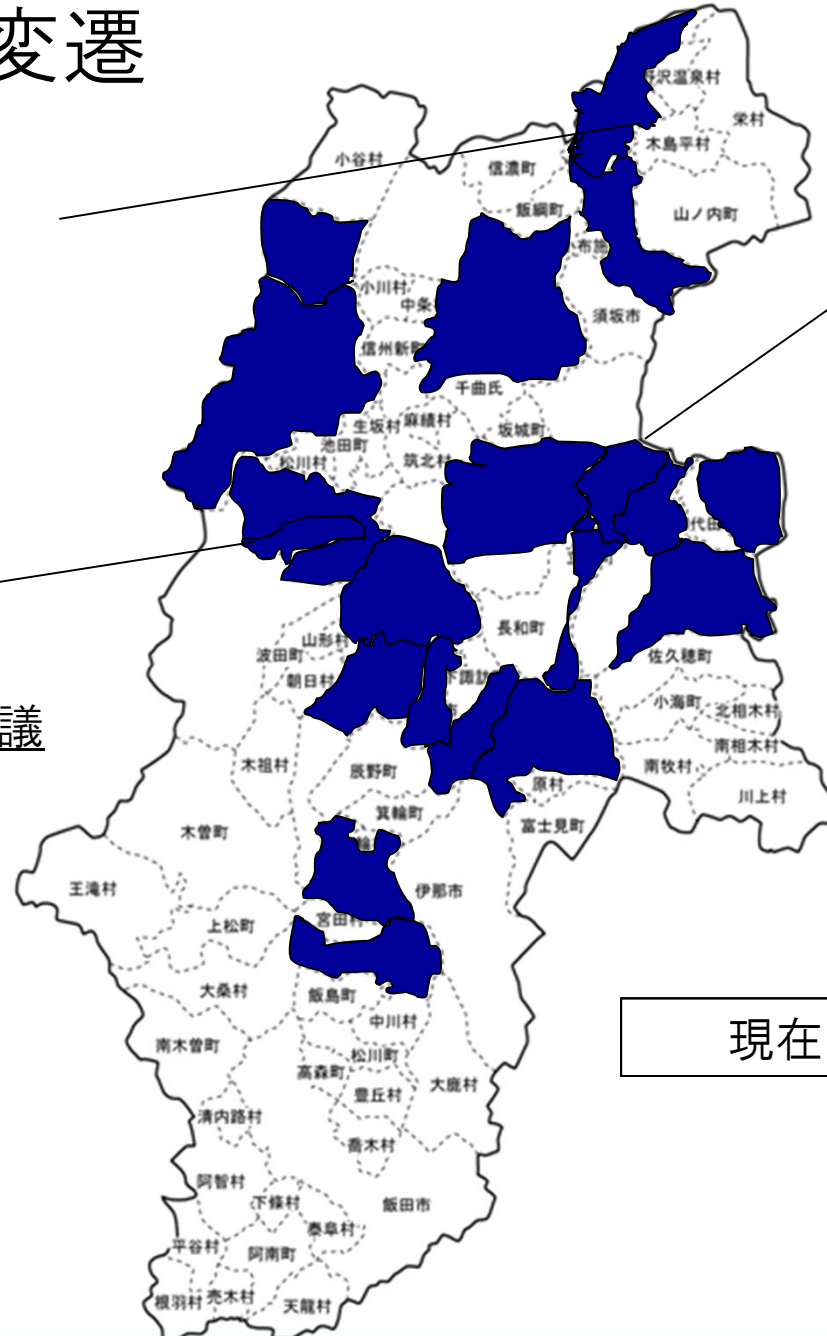 変遷
野沢温泉村
栄村
木島平村
小谷村
信濃町
飯綱町
山ノ内町
布施
小川村
中条
須坂市
信州新町
千曲氏
麻績村
生坂村
坂城町
池田町
松川村
筑北村
代田
長和町
山形村
波田町
朝日村
下諏訪
佐久穂町
小海町
北相木村
南相木村
南牧村
川上村
議
木祖村
辰野町
原村
富士見町
箕輪町
木曽町
輪
王滝村
伊那市
上松町
宮田村
大桑村
飯島町
中川村
南木曽町
松川町
高森町
大鹿村
豊丘村
現在
清内路村
喬木村
阿智村
下條村
飯田市
泰阜村
平谷村
阿南町
根羽村
売木村
天龍村